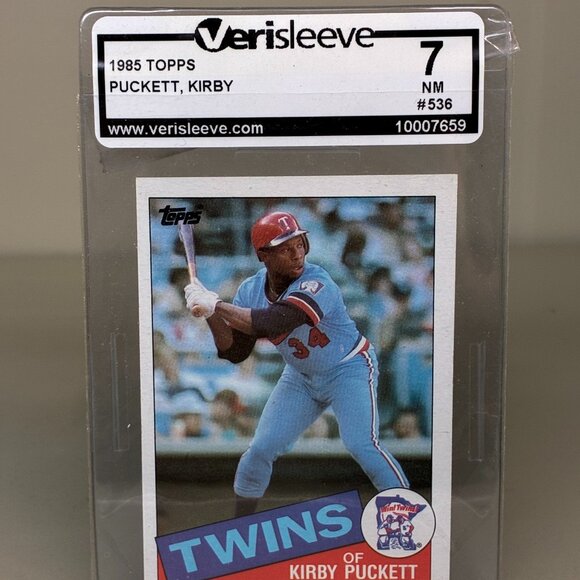 Verisleeve
1985 TOPPS
PUCKETT, KIRBY
7
NM
#536
www.verisleeve.com
10007659
Topps
T
34
TWINS
OF
KIRBY PUCKETT